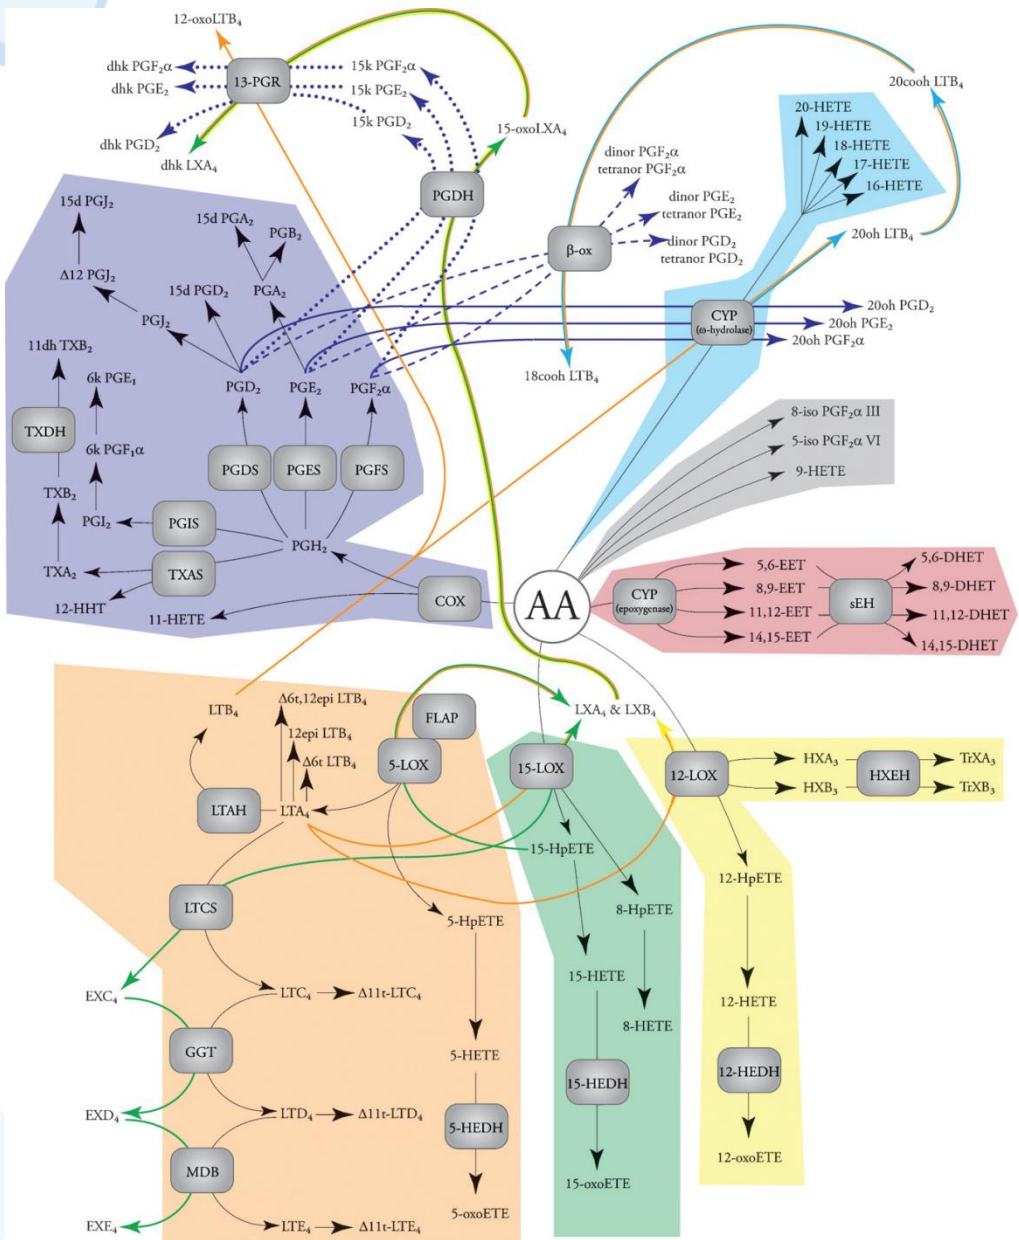 12-oxoLTB₄
dhk PGF₂α
dhk PGE₂
dhk PGD₂
dhk LXA₄
13-PGR
15k PGF₂α
15k PGE₂
15k PGD₂
15-oxoLXA₄
PGDH
20cooh LTB₄
20-HETE
19-HETE
18-HETE
17-HETE
16-HETE
dinor PGF₂α
tetranor PGF₂α
dinor PGE₂
tetranor PGE₂
dinor PGD₂
tetranor PGD₂
β-ox
20oh LTB₄
18cooh LTB₄
CYP
(ω-hydrolase)
20oh PGD₂
20oh PGE₂
20oh PGF₂α
15d PGJ₂
Δ12 PGJ₂
PGJ₂
15d PGD₂
15d PGA₂
PGB₂
PGA₂
11dh TXB₂
6k PGE₁
TXDH
6k PGF₁α
TXB₂
PGI₂
TXA₂
12-HHT
11-HETE
PGD₂
PGE₂
PGF₂α
PGDS
PGES
PGFS
PGIS
TXAS
PGH₂
COX
AA
8-iso PGF₂α III
5-iso PGF₂α VI
9-HETE
CYP
(epoxygenase)
5,6-EET
8,9-EET
11,12-EET
14,15-EET
sEH
5,6-DHET
8,9-DHET
11,12-DHET
14,15-DHET
LTB₄
Δ6t,12epi LTB₄
12epi LTB₄
Δ6t LTB₄
FLAP
5-LOX
LTAH
LTA₄
LXA₄ & LXB₄
15-LOX
12-LOX
HXA₃
HXB₃
HXEH
TrXA₃
TrXB₃
15-HpETE
8-HpETE
12-HpETE
LTCS
5-HpETE
EXC₄
LTC₄
Δ11t-LTC₄
15-HETE
8-HETE
12-HETE
GGT
5-HETE
15-HEDH
12-HEDH
EXD₄
LTD₄
Δ11t-LTD₄
5-HEDH
MDB
12-oxoETE
15-oxoETE
5-oxoETE
EXE₄
LTE₄
Δ11t-LTE₄